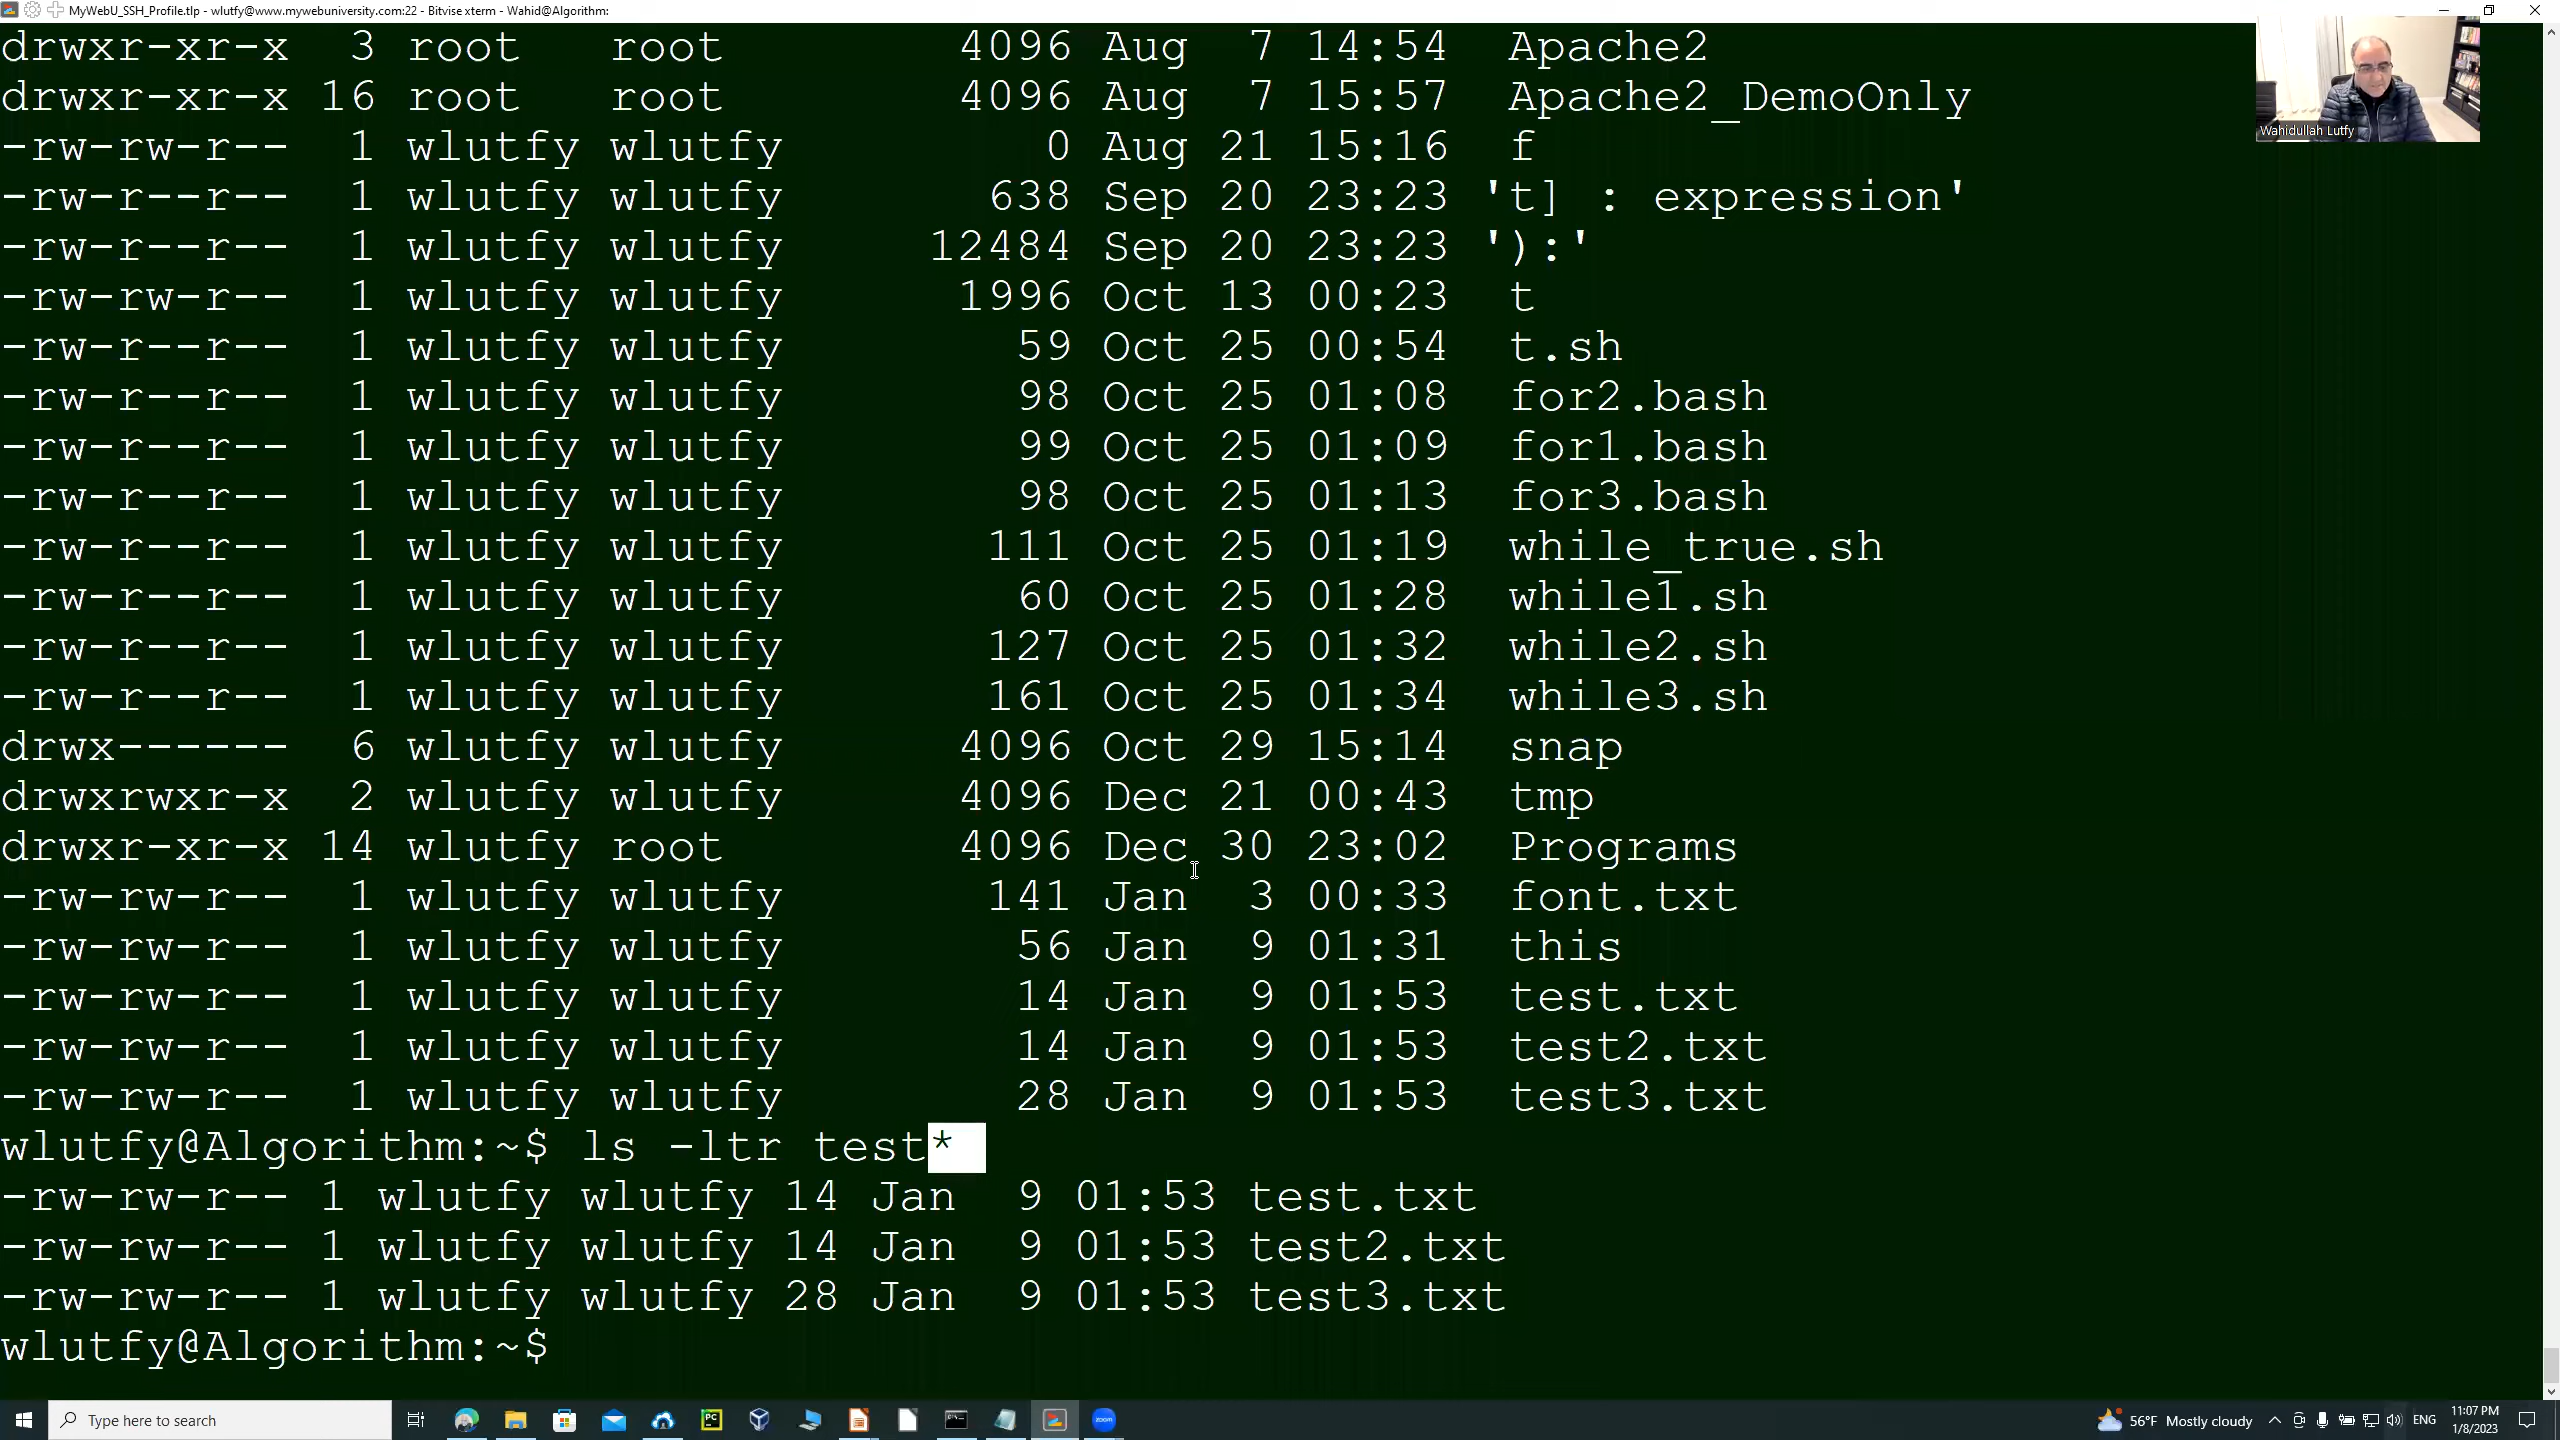 MyWebU_SSH_Profile.tlp - wlutfy@www.mywebuniversity.com:22 - Bitvise xterm - Wahid@Algorithm:
drwxr-xr-x  3 root   root        4096 Aug  7 14:54  Apache2
drwxr-xr-x 16 root   root        4096 Aug  7 15:57  Apache2_DemoOnly
-rw-rw-r--  1 wlutfy wlutfy         0 Aug 21 15:16  f
-rw-r--r--  1 wlutfy wlutfy       638 Sep 20 23:23 't] : expression'
-rw-r--r--  1 wlutfy wlutfy     12484 Sep 20 23:23 '):'
-rw-rw-r--  1 wlutfy wlutfy      1996 Oct 13 00:23  t
-rw-r--r--  1 wlutfy wlutfy        59 Oct 25 00:54  t.sh
-rw-r--r--  1 wlutfy wlutfy        98 Oct 25 01:08  for2.bash
-rw-r--r--  1 wlutfy wlutfy        99 Oct 25 01:09  for1.bash
-rw-r--r--  1 wlutfy wlutfy        98 Oct 25 01:13  for3.bash
-rw-r--r--  1 wlutfy wlutfy       111 Oct 25 01:19  while_true.sh
-rw-r--r--  1 wlutfy wlutfy        60 Oct 25 01:28  while1.sh
-rw-r--r--  1 wlutfy wlutfy       127 Oct 25 01:32  while2.sh
-rw-r--r--  1 wlutfy wlutfy       161 Oct 25 01:34  while3.sh
drwx------  6 wlutfy wlutfy      4096 Oct 29 15:14  snap
drwxrwxr-x  2 wlutfy wlutfy      4096 Dec 21 00:43  tmp
drwxr-xr-x 14 wlutfy root        4096 Dec 30 23:02  Programs
-rw-rw-r--  1 wlutfy wlutfy       141 Jan  3 00:33  font.txt
-rw-rw-r--  1 wlutfy wlutfy        56 Jan  9 01:31  this
-rw-rw-r--  1 wlutfy wlutfy        14 Jan  9 01:53  test.txt
-rw-rw-r--  1 wlutfy wlutfy        14 Jan  9 01:53  test2.txt
-rw-rw-r--  1 wlutfy wlutfy        28 Jan  9 01:53  test3.txt
wlutfy@Algorithm:~$ ls -ltr test*
-rw-rw-r-- 1 wlutfy wlutfy 14 Jan  9 01:53 test.txt
-rw-rw-r-- 1 wlutfy wlutfy 14 Jan  9 01:53 test2.txt
-rw-rw-r-- 1 wlutfy wlutfy 28 Jan  9 01:53 test3.txt
wlutfy@Algorithm:~$
Wahidullah Lutfy
Type here to search
PC
zoom
56°F Mostly cloudy
ENG
11:07 PM
1/8/2023